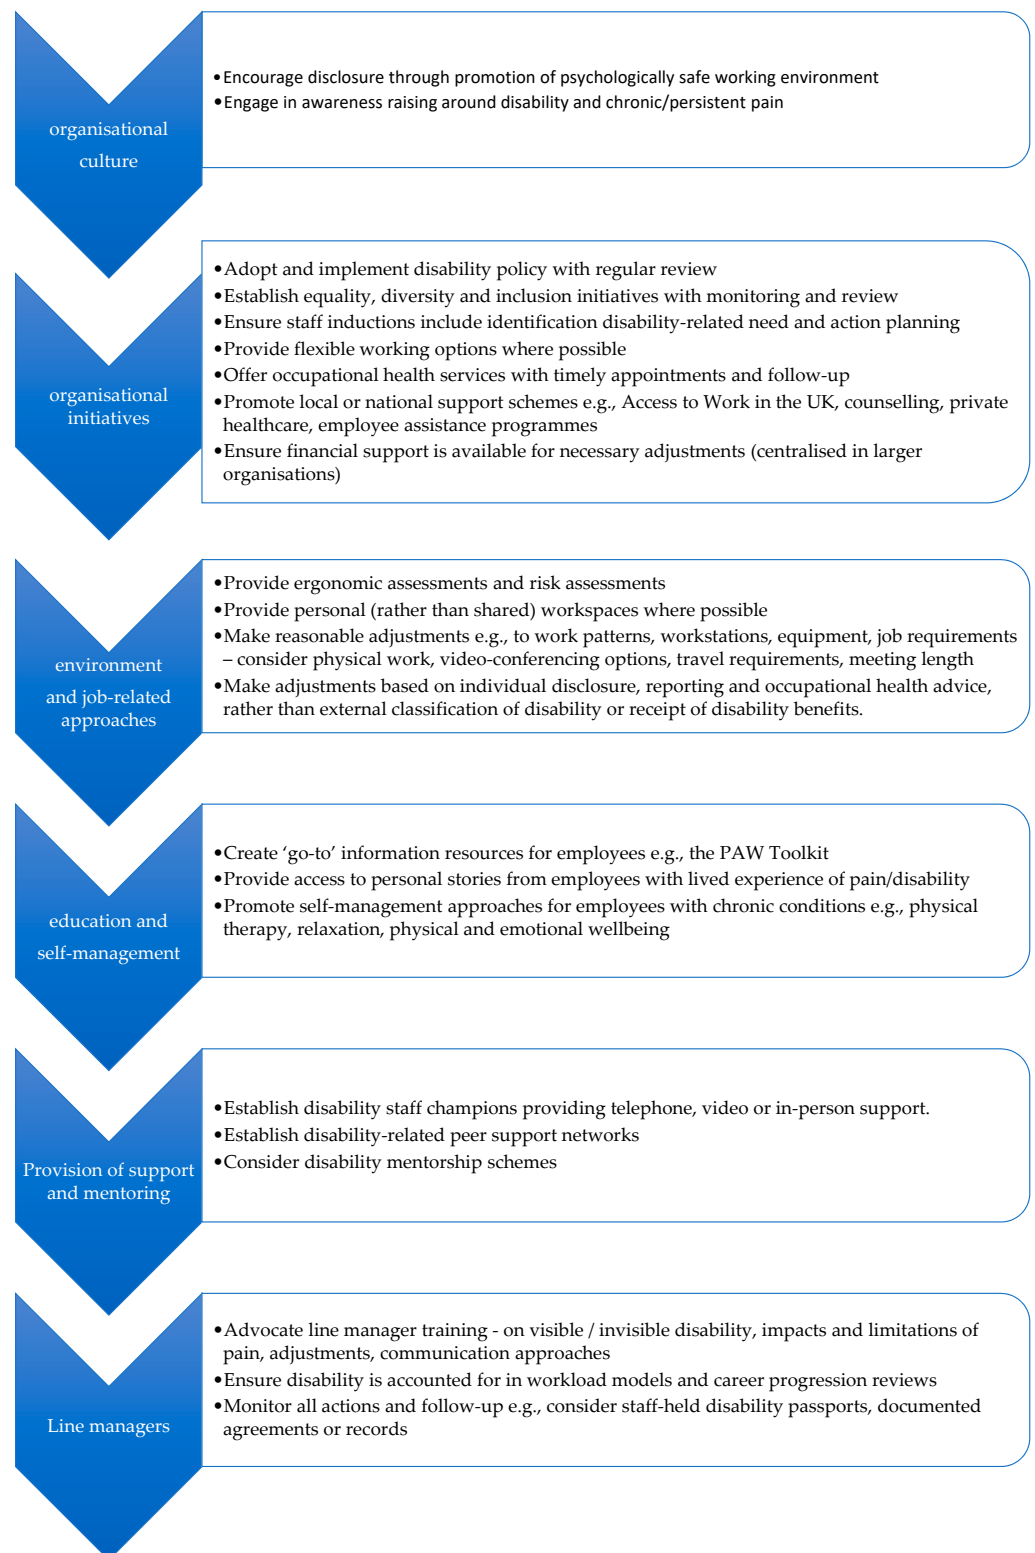 organisational
culture
•Encourage disclosure through promotion of psychologically safe working environment
•Engage in awareness raising around disability and chronic/persistent pain
organisational
initiatives
•Adopt and implement disability policy with regular review
•Establish equality, diversity and inclusion initiatives with monitoring and review
•Ensure staff inductions include identification disability-related need and action planning
•Provide flexible working options where possible
•Offer occupational health services with timely appointments and follow-up
•Promote local or national support schemes e.g., Access to Work in the UK, counselling, private
healthcare, employee assistance programmes
•Ensure financial support is available for necessary adjustments (centralised in larger
organisations)
environment
and job-related
approaches
•Provide ergonomic assessments and risk assessments
•Provide personal (rather than shared) workspaces where possible
•Make reasonable adjustments e.g., to work patterns, workstations, equipment, job requirements
– consider physical work, video-conferencing options, travel requirements, meeting length
•Make adjustments based on individual disclosure, reporting and occupational health advice,
rather than external classification of disability or receipt of disability benefits.
education and
self-management
•Create ‘go-to’ information resources for employees e.g., the PAW Toolkit
•Provide access to personal stories from employees with lived experience of pain/disability
•Promote self-management approaches for employees with chronic conditions e.g., physical
therapy, relaxation, physical and emotional wellbeing
Provision of support
and mentoring
•Establish disability staff champions providing telephone, video or in-person support.
•Establish disability-related peer support networks
•Consider disability mentorship schemes
Line managers
•Advocate line manager training - on visible / invisible disability, impacts and limitations of
pain, adjustments, communication approaches
•Ensure disability is accounted for in workload models and career progression reviews
•Monitor all actions and follow-up e.g., consider staff-held disability passports, documented
agreements or records